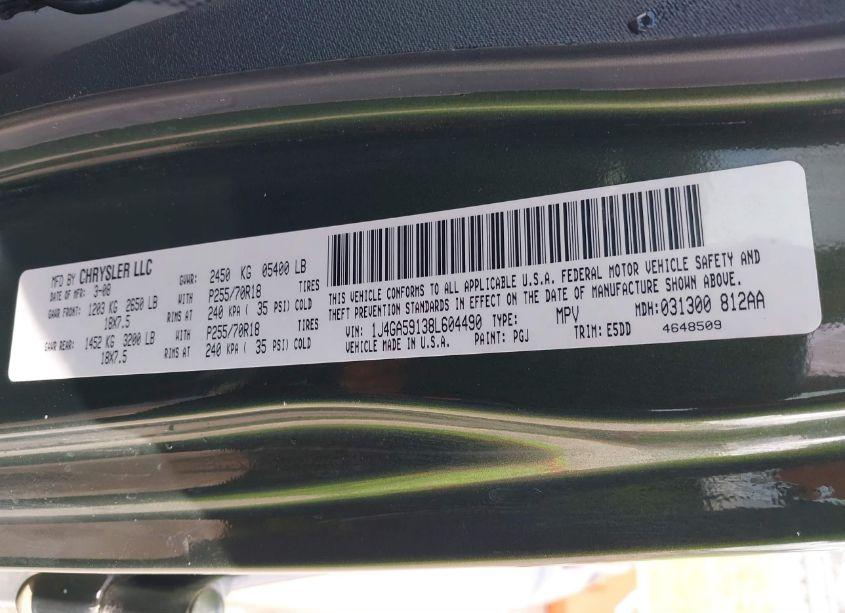 MFD BY CHRYSLER LLC GVWR: 2450 KG 05400 LB
DATE OF MFR: 3-08 WITH P255/70R18 TIRES
GAWR FRONT: 1203 KG 2650 LB
18X7.5 RIMS AT 240 KPA ( 35 PSI) COLD
WITH P255/70R18 TIRES
GAWR REAR: 1452 KG 3200 LB
18X7.5 RIMS AT 240 KPA ( 35 PSI) COLD
THIS VEHICLE CONFORMS TO ALL APPLICABLE U.S.A. FEDERAL MOTOR VEHICLE SAFETY AND
THEFT PREVENTION STANDARDS IN EFFECT ON THE DATE OF MANUFACTURE SHOWN ABOVE.
VIN: 1J4GA59138L604490 TYPE: MPV MDH: 031300 812AA
VEHICLE MADE IN U.S.A. PAINT: PGJ TRIM: E5DD 4648509